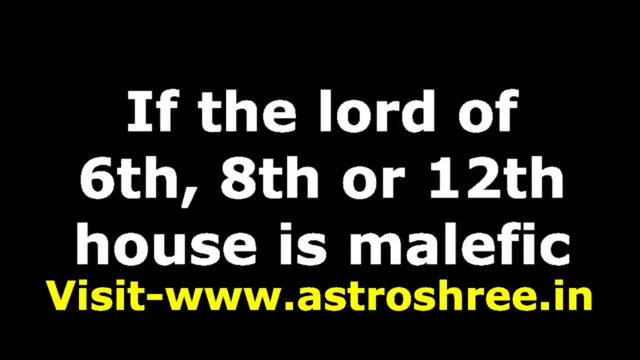 If the lord of
6th, 8th or 12th
house is malefic
Visit-www.astroshree.in